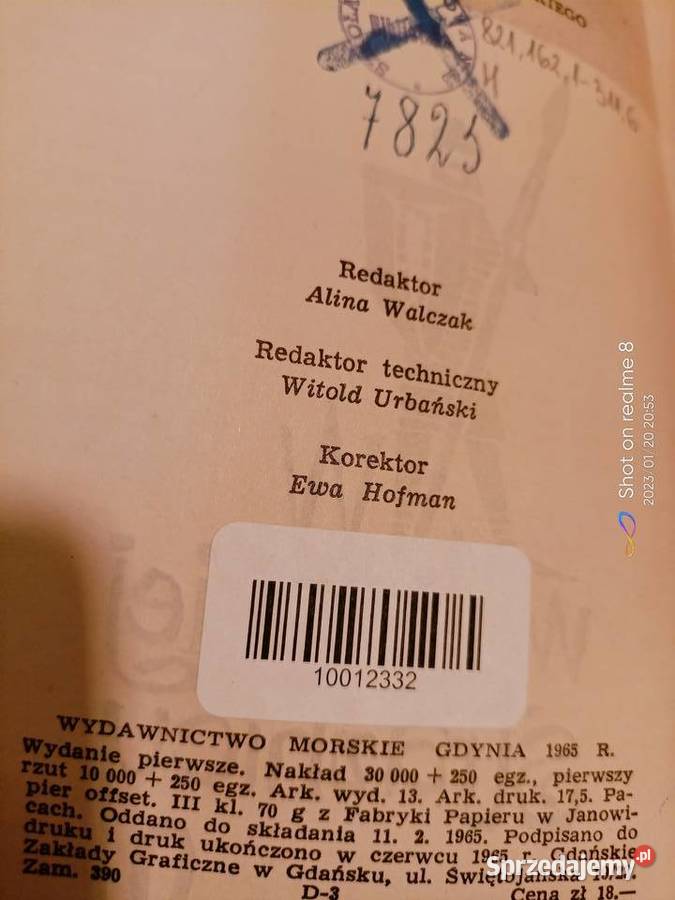 KIEGO
821.162.1-311.6
H
7825
Redaktor
Alina Walczak
Redaktor techniczny
Witold Urbański
Korektor
Ewa Hofman
10012332
WYDAWNICTWO MORSKIE GDYNIA 1965 R.
Wydanie pierwsze. Nakład 30 000 + 250 egz., pierwszy
rzut 10 000 + 250 egz. Ark. wyd. 13. Ark. druk. 17,5. Pa-
pier offset. III kl. 70 g z Fabryki Papieru w Janowi-
cach. Oddano do składania 11. 2. 1965. Podpisano do
druku i druk ukończono w czerwcu 1965 r. Gdańskie
Zakłady Graficzne w Gdańsku, ul. Świętojańska
Zam. 390
D-3
Cena zł 18.—
Sprzedajemy.pl
Shot on realme 8
2023/01/20 20:53